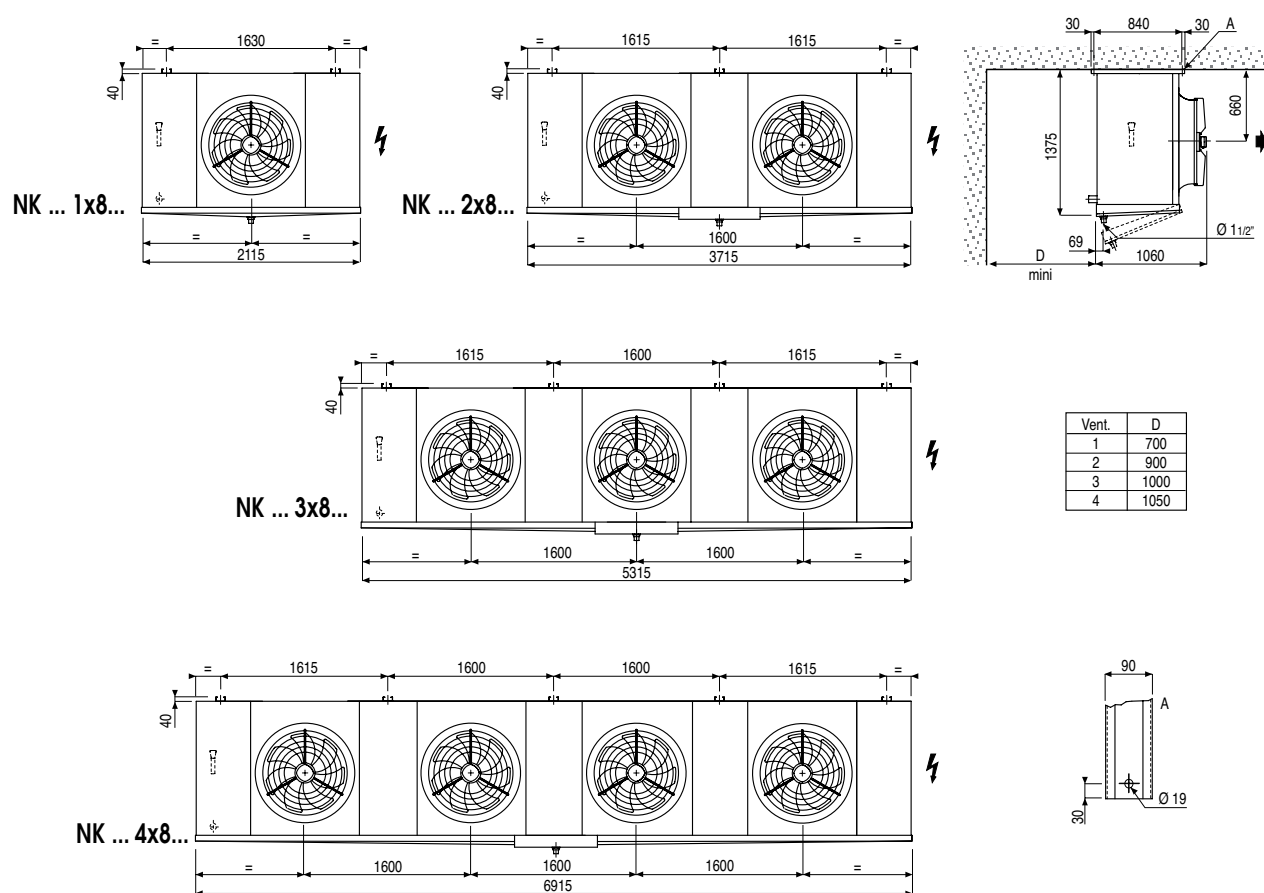 = 1630 =
40
NK ... 1x8...
= =
2115
= 1615 1615 =
40
NK ... 2x8...
= 1600 =
3715
30 840 30 A
660
1375
69
Ø 1 1/2"
D
mini
1060
= 1615 1600 1615 =
40
NK ... 3x8...
= 1600 1600 =
5315
Vent. D
1 700
2 900
3 1000
4 1050
= 1615 1600 1600 1615 =
40
NK ... 4x8...
= 1600 1600 1600 =
6915
90
A
30
Ø 19